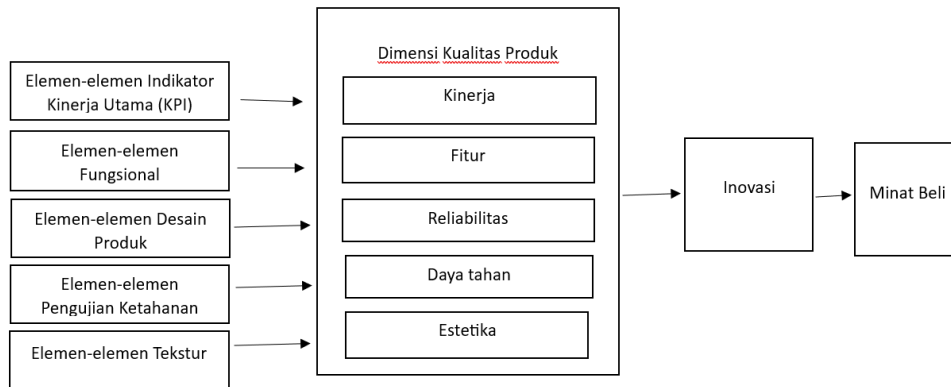 Elemen-elemen Indikator
Kinerja Utama (KPI)
Elemen-elemen
Fungsional
Elemen-elemen Desain
Produk
Elemen-elemen
Pengujian Ketahanan
Elemen-elemen Tekstur
Dimensi Kualitas Produk
Kinerja
Fitur
Reliabilitas
Daya tahan
Estetika
Inovasi
Minat Beli